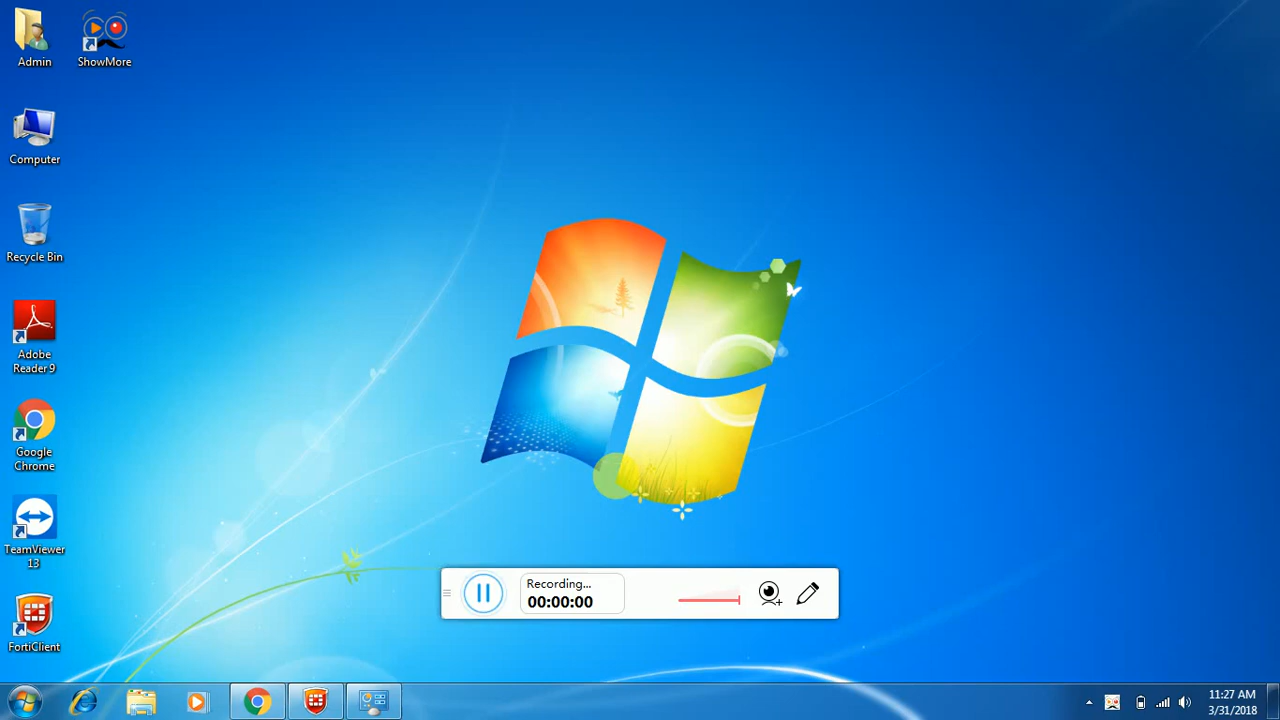 Admin
ShowMore
Computer
Recycle Bin
Adobe
Reader 9
Google
Chrome
TeamViewer
13
FortiClient
Recording...
00:00:00
11:27 AM
3/31/2018